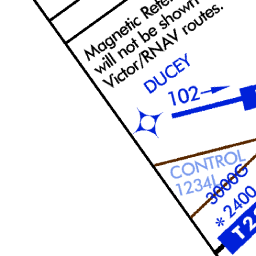 Magnetic Refe
will not be shown
Victor/RNAV routes.
DUCEY
102
CONTROL
1234L
3000G
* 2400